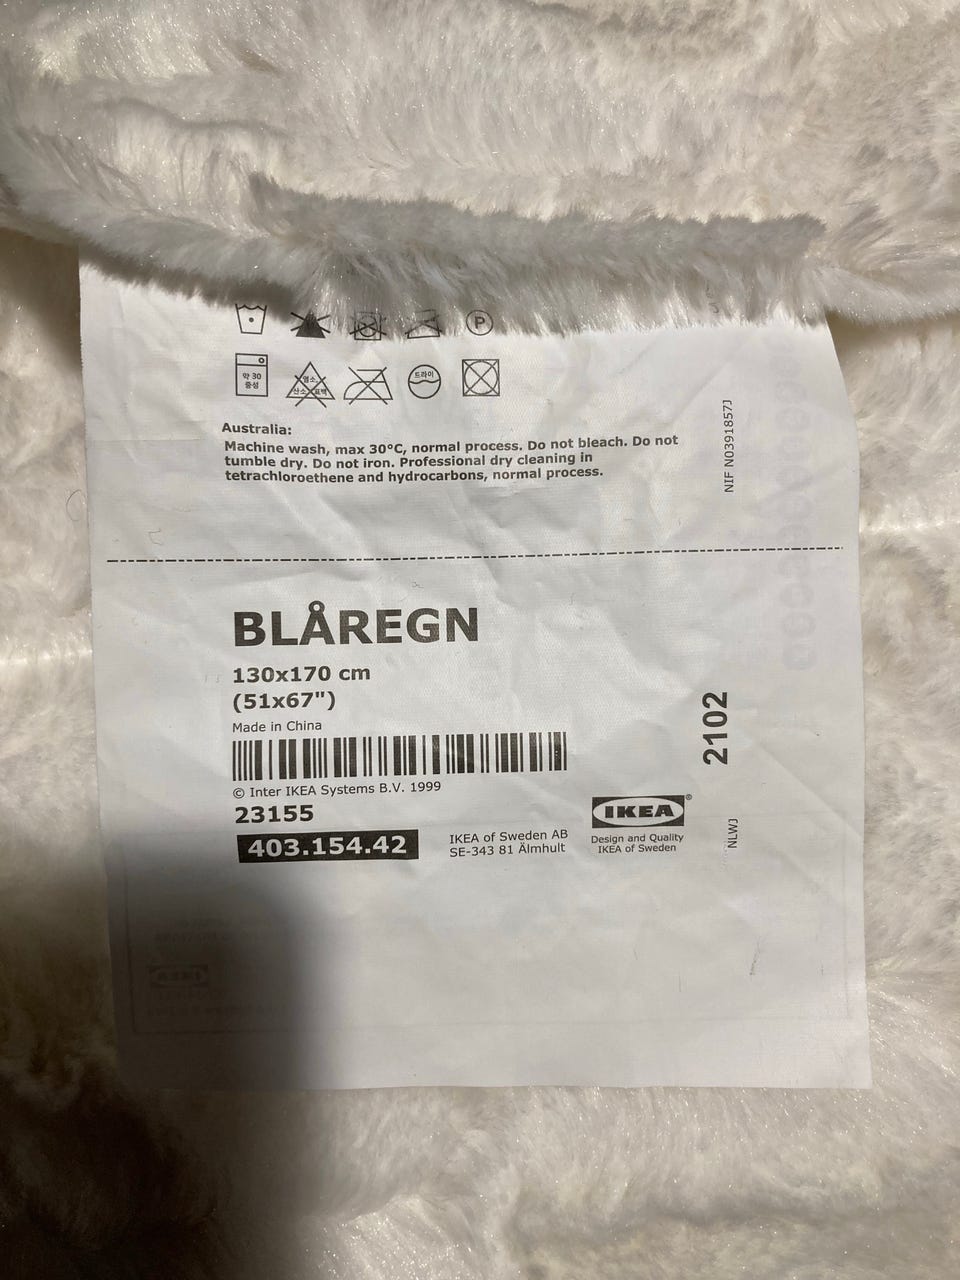 P
약 30
중성
염소,
산소 표백
드라이
Australia:
Machine wash, max 30°C, normal process. Do not bleach. Do not
tumble dry. Do not iron. Professional dry cleaning in
tetrachloroethene and hydrocarbons, normal process.
NIF N0391857J
BLÅREGN
130x170 cm
(51x67")
Made in China
© Inter IKEA Systems B.V. 1999
23155
403.154.42
IKEA of Sweden AB
SE-343 81 Älmhult
IKEA®
Design and Quality
IKEA of Sweden
2102
NLWJ